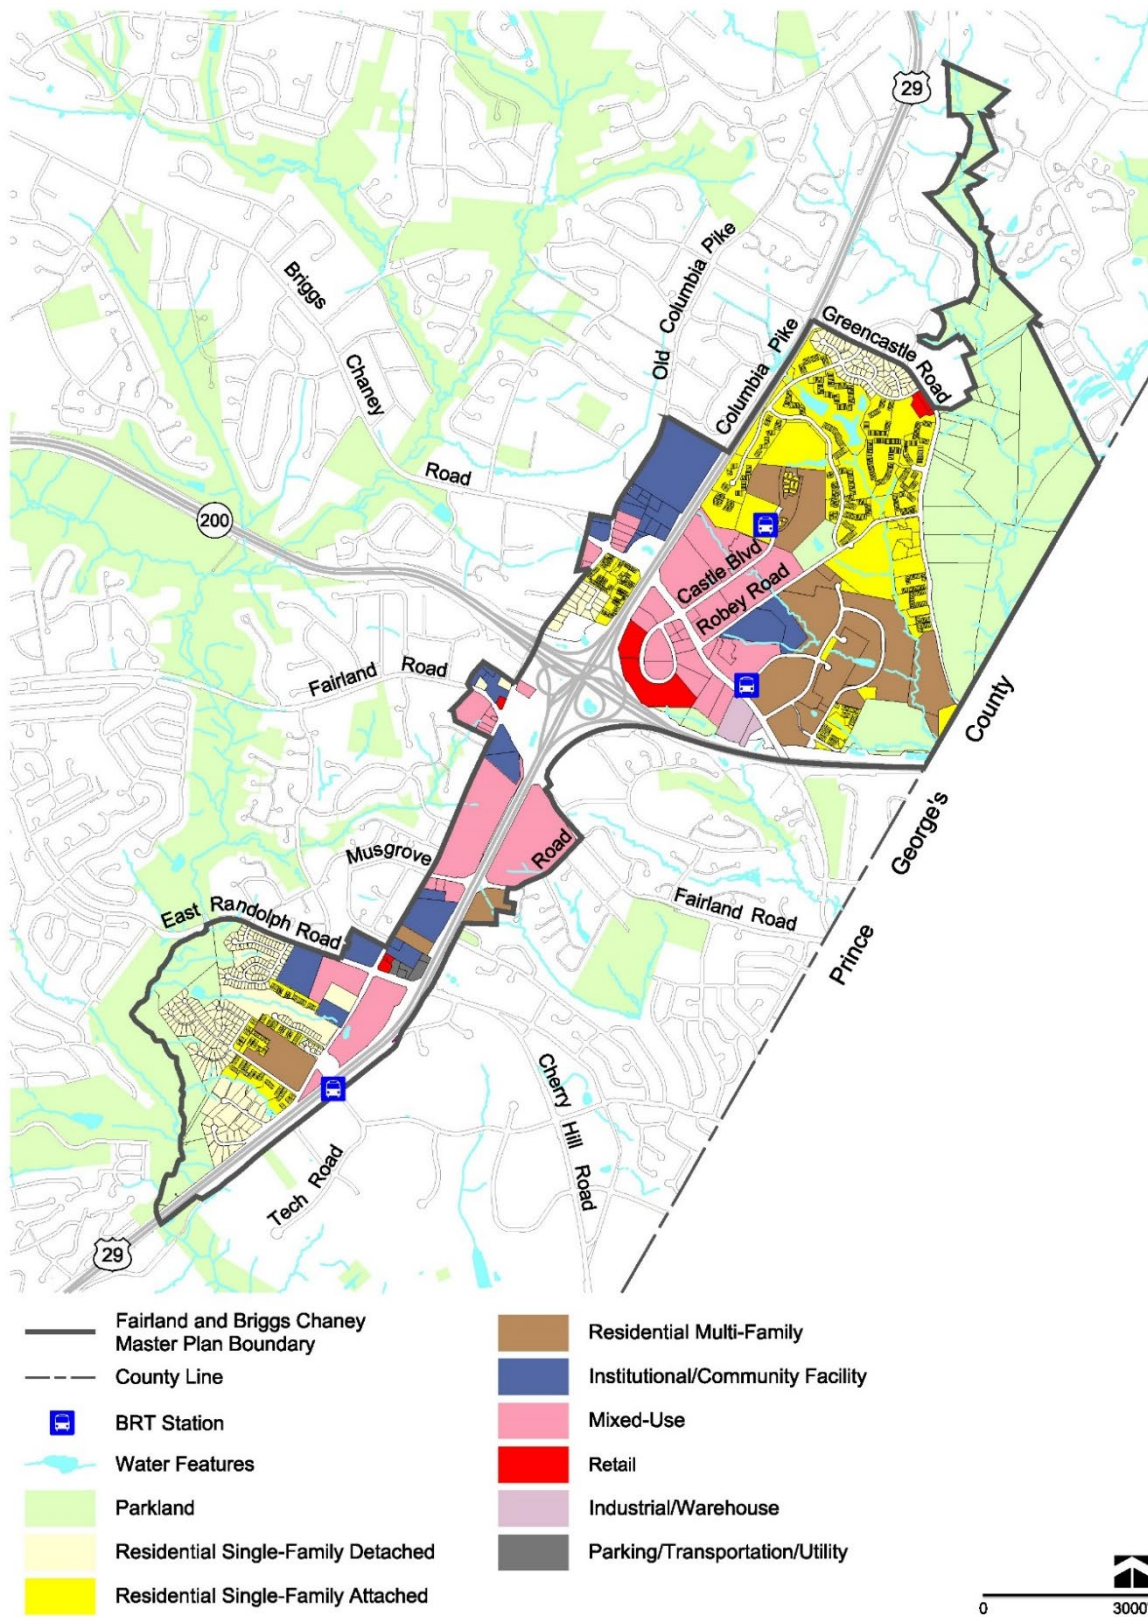 29
Greencastle Road
Old Columbia Pike
Columbia Pike
Briggs
Chaney
Road
200
Castle Blvd
Robey Road
Fairland Road
County
George's
Prince
Musgrove
Road
Fairland Road
East Randolph Road
Cherry Hill Road
Tech Road
29
Fairland and Briggs Chaney
Master Plan Boundary
County Line
BRT Station
Water Features
Parkland
Residential Single-Family Detached
Residential Single-Family Attached
Residential Multi-Family
Institutional/Community Facility
Mixed-Use
Retail
Industrial/Warehouse
Parking/Transportation/Utility
0 3000'